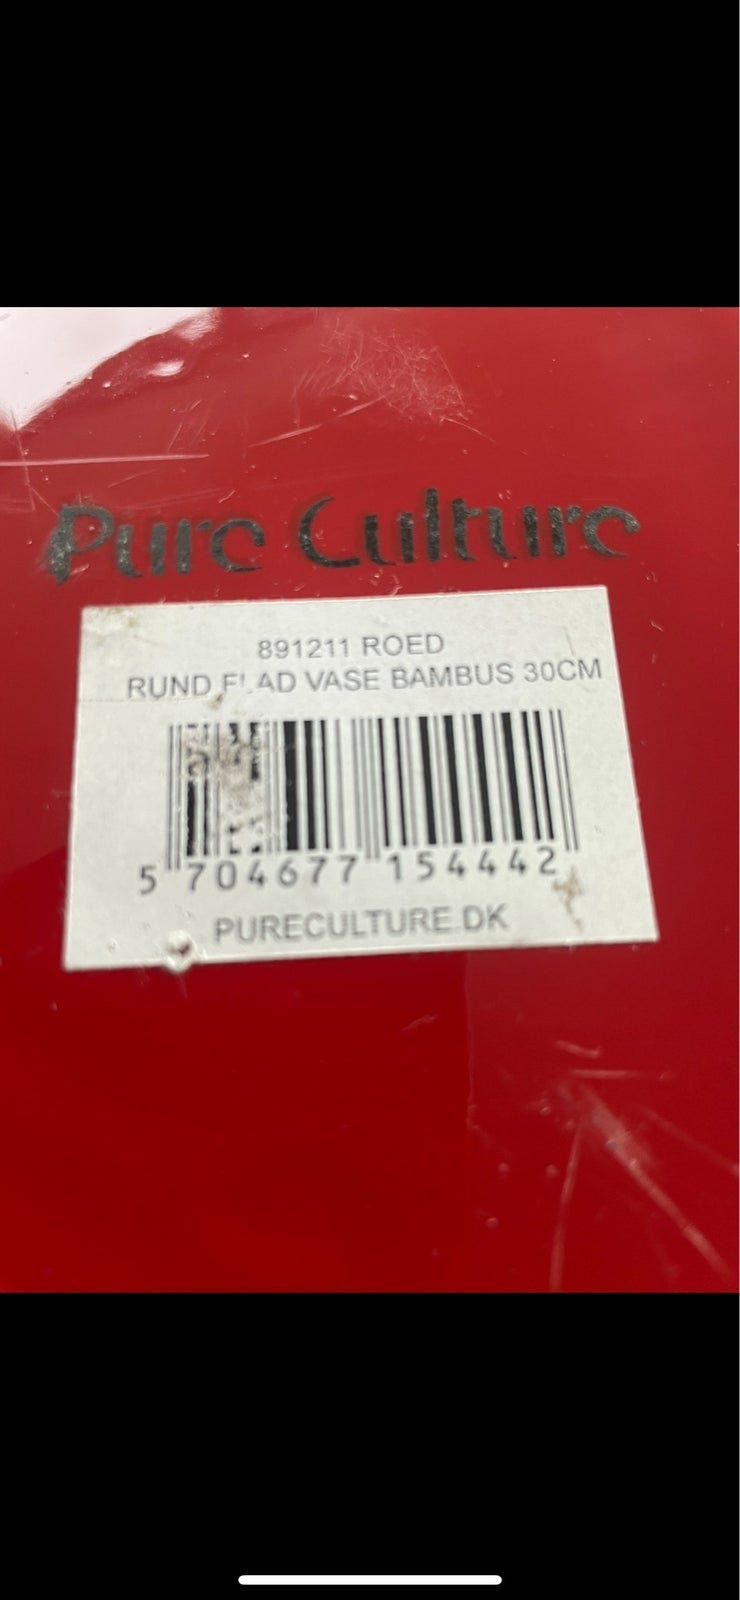 Pure Culture
891211 ROED
RUND FLAD VASE BAMBUS 30CM
5 704677 154442
PURECULTURE.DK